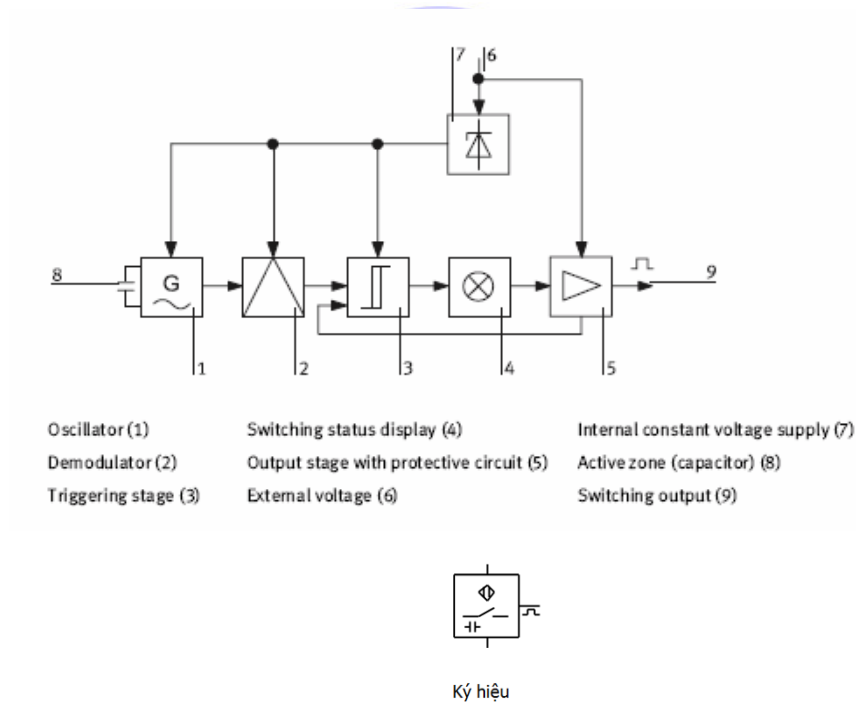 7 6
8
G
9
1 2 3 4 5
Oscillator (1) Switching status display (4) Internal constant voltage supply (7)
Demodulator (2) Output stage with protective circuit (5) Active zone (capacitor) (8)
Triggering stage (3) External voltage (6) Switching output (9)
Ký hiệu